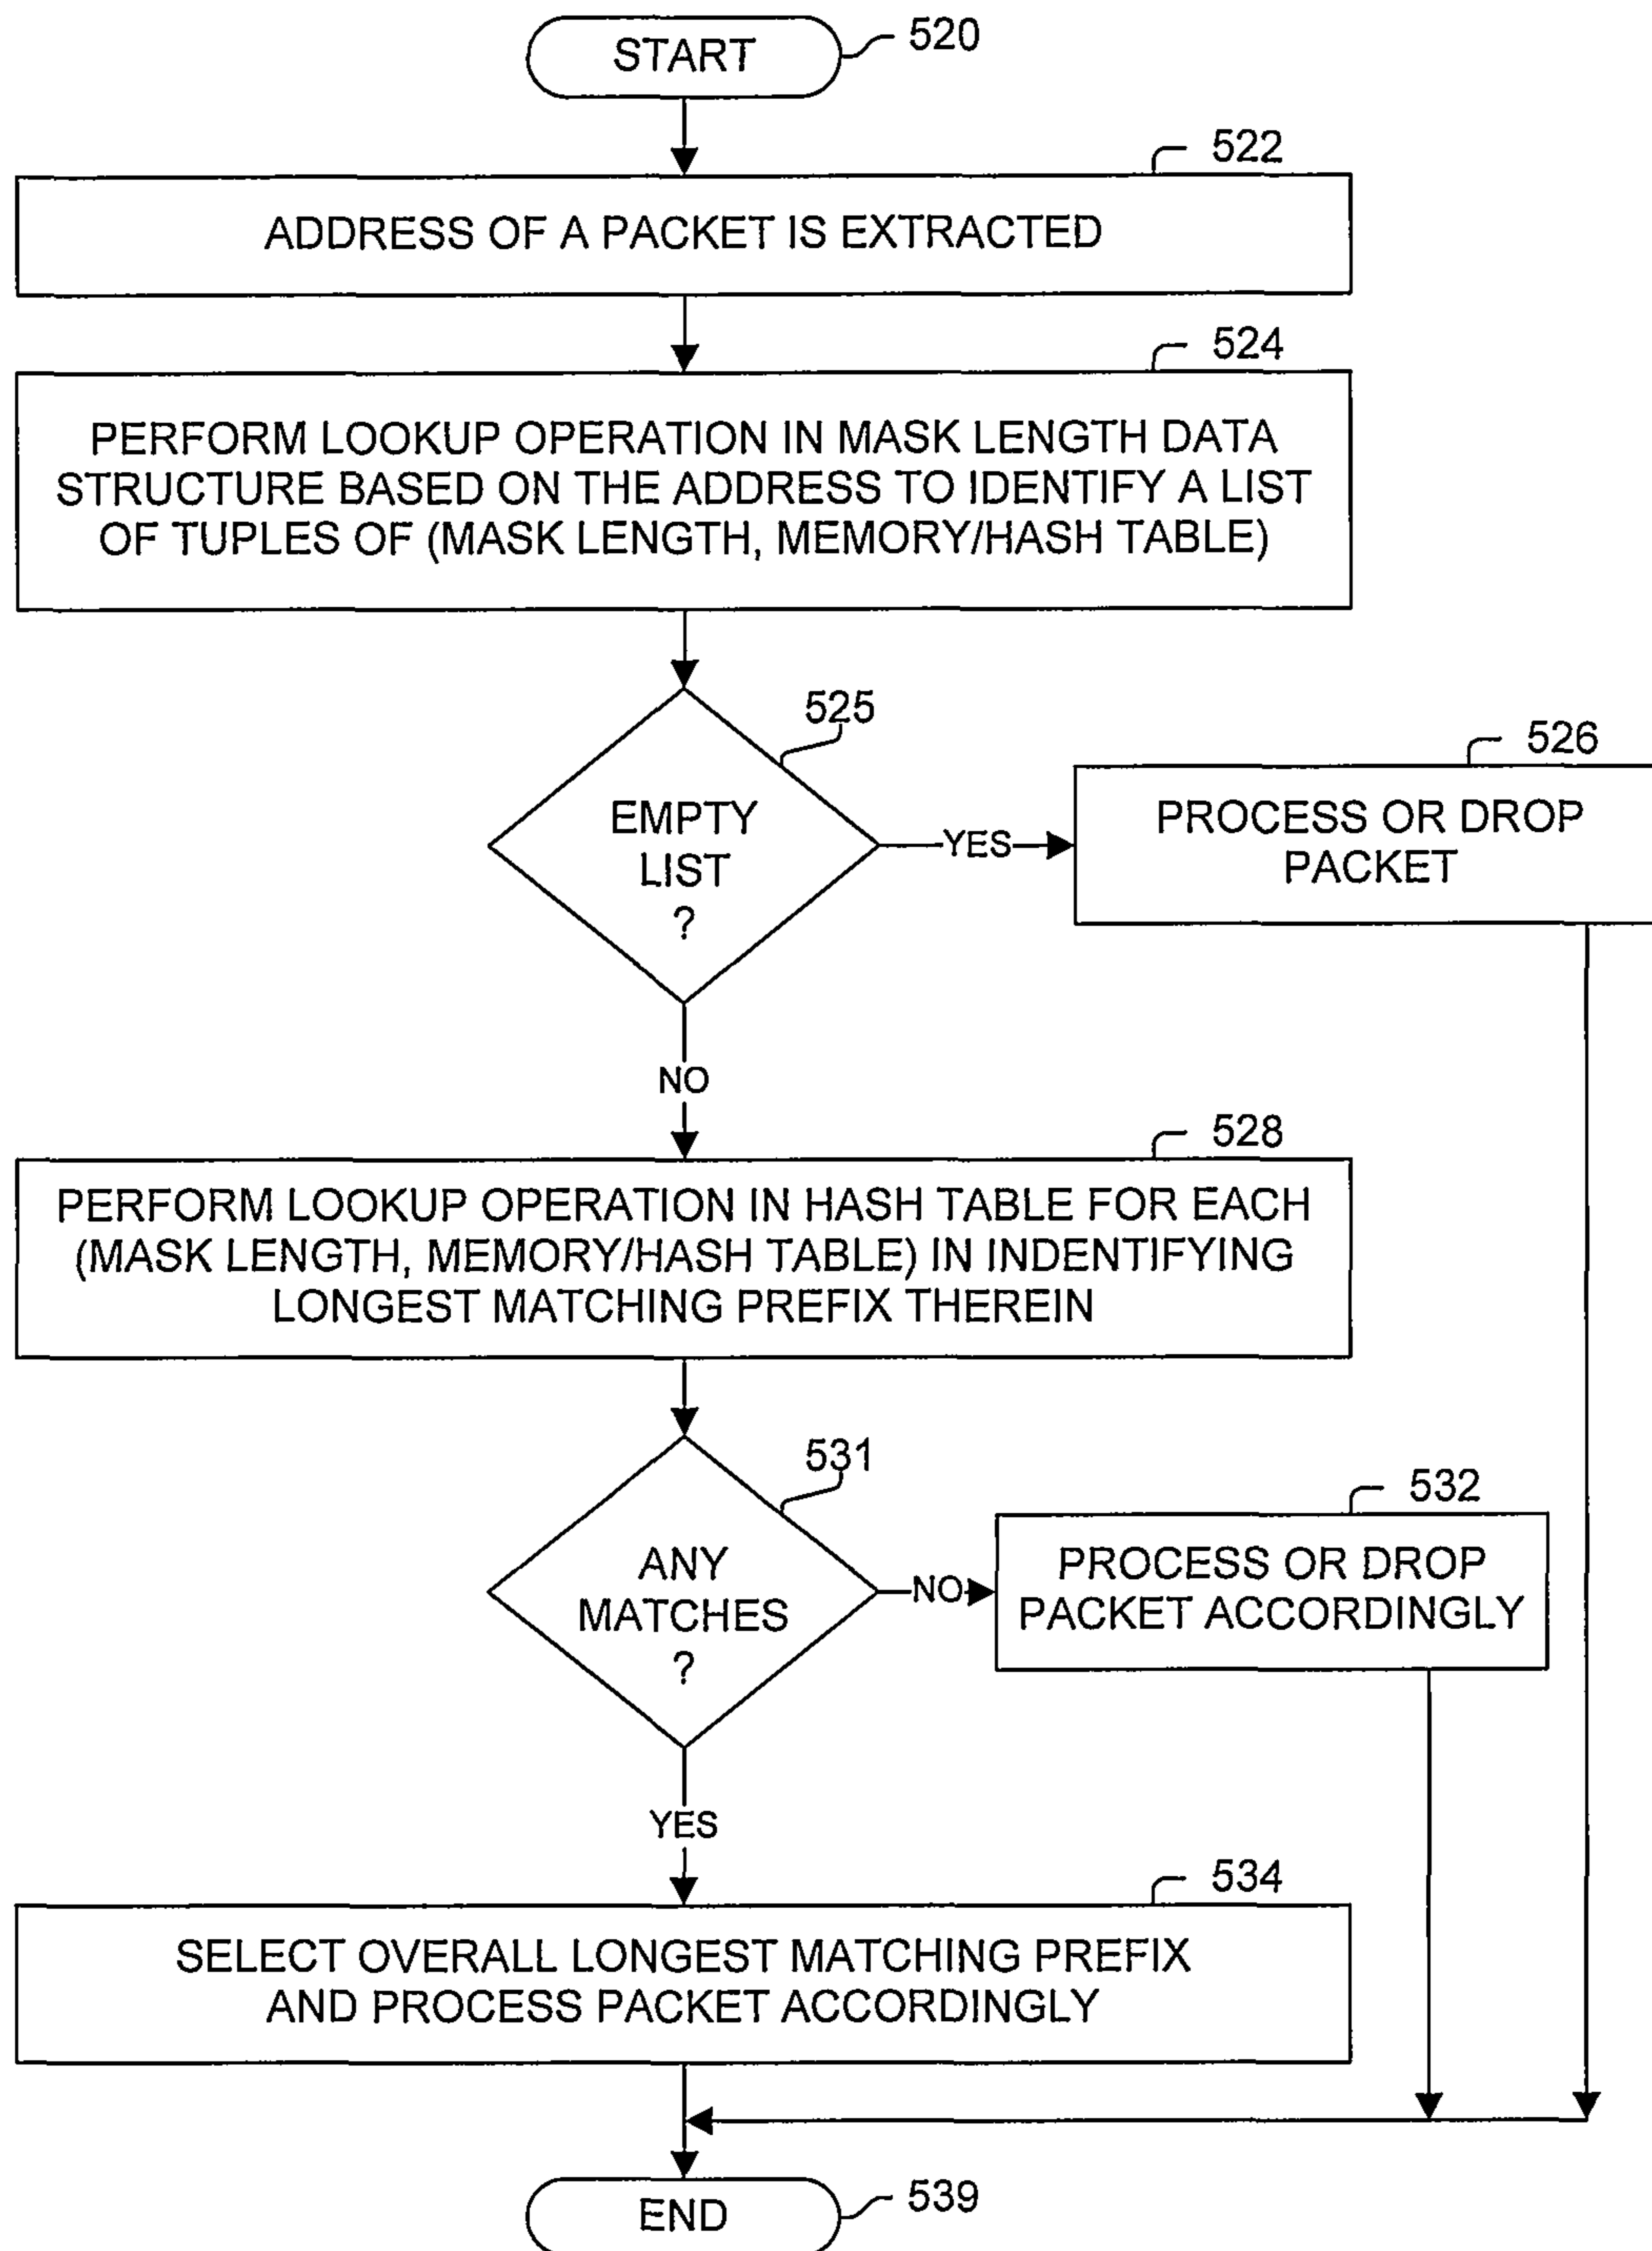 START
520
522
ADDRESS OF A PACKET IS EXTRACTED
524
PERFORM LOOKUP OPERATION IN MASK LENGTH DATA
STRUCTURE BASED ON THE ADDRESS TO IDENTIFY A LIST
OF TUPLES OF (MASK LENGTH, MEMORY/HASH TABLE)
525
EMPTY
LIST
?
YES
526
PROCESS OR DROP
PACKET
NO
528
PERFORM LOOKUP OPERATION IN HASH TABLE FOR EACH
(MASK LENGTH, MEMORY/HASH TABLE) IN INDENTIFYING
LONGEST MATCHING PREFIX THEREIN
531
ANY
MATCHES
?
NO
532
PROCESS OR DROP
PACKET ACCORDINGLY
YES
534
SELECT OVERALL LONGEST MATCHING PREFIX
AND PROCESS PACKET ACCORDINGLY
END
539